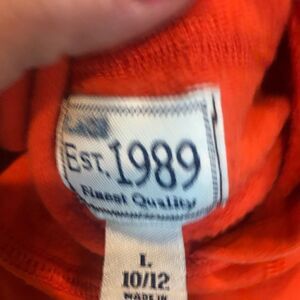 EST. 1989
Finest Quality
L
10/12
MADE IN